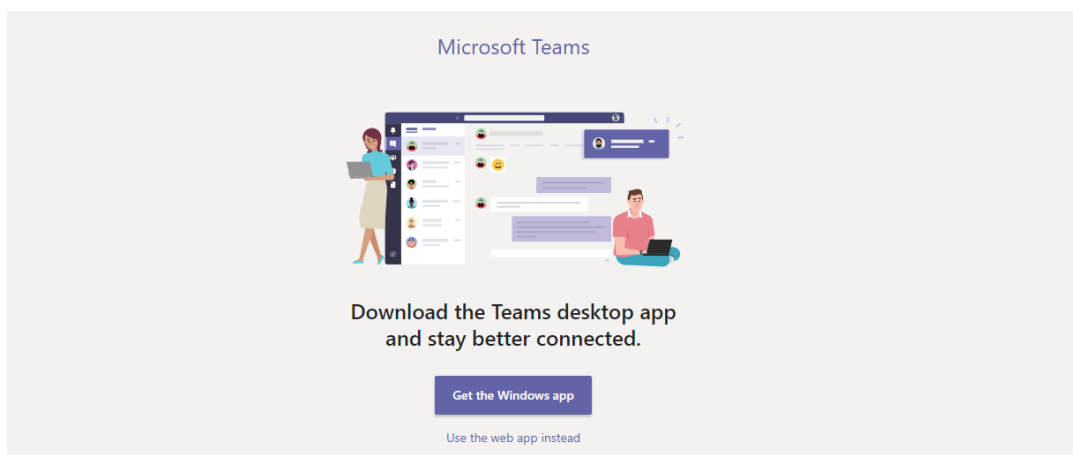 Microsoft Teams
Download the Teams desktop app
and stay better connected.
Get the Windows app
Use the web app instead